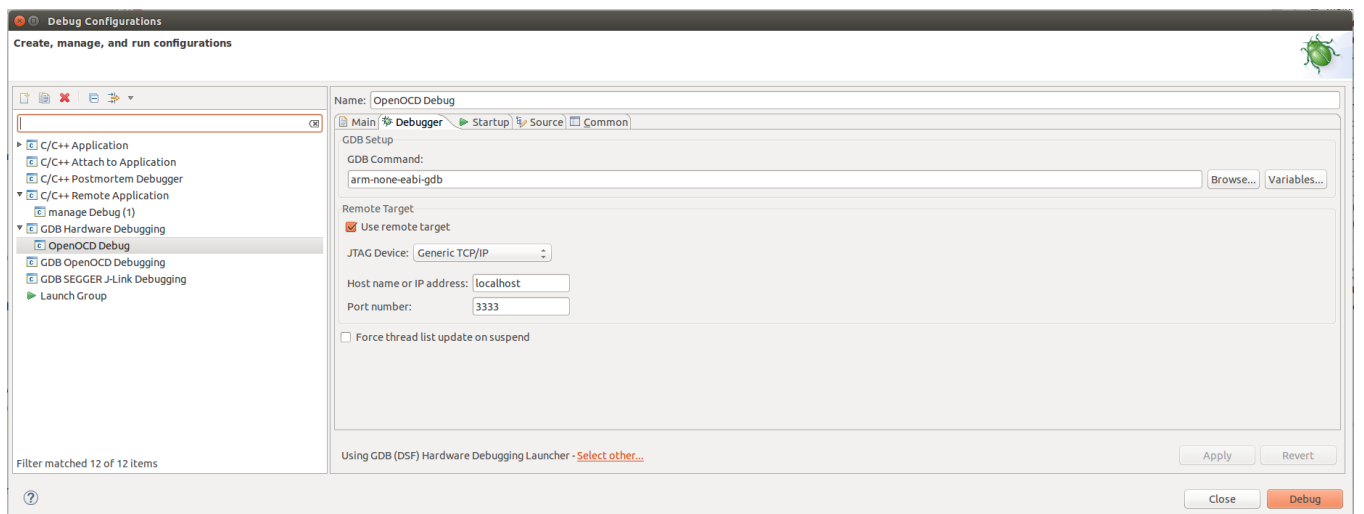 Debug Configurations
Create, manage, and run configurations
C/C++ Application
C/C++ Attach to Application
C/C++ Postmortem Debugger
C/C++ Remote Application
manage Debug (1)
GDB Hardware Debugging
OpenOCD Debug
GDB OpenOCD Debugging
GDB SEGGER J-Link Debugging
Launch Group
Filter matched 12 of 12 items
Name: OpenOCD Debug
Main Debugger Startup Source Common
GDB Setup
GDB Command:
arm-none-eabi-gdb Browse... Variables...
Remote Target
Use remote target
JTAG Device: Generic TCP/IP
Host name or IP address: localhost
Port number: 3333
Force thread list update on suspend
Using GDB (DSF) Hardware Debugging Launcher - Select other... Apply Revert
Close Debug